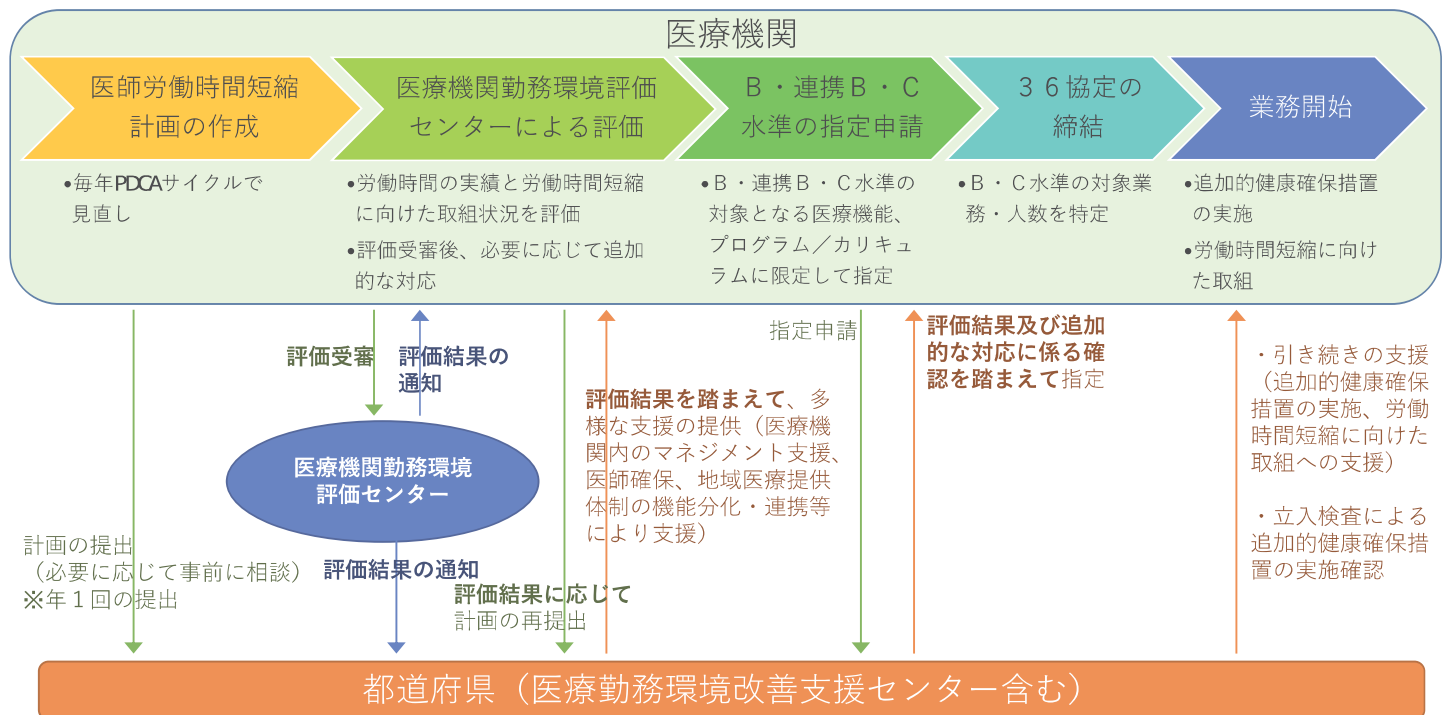 医療機関
医師労働時間短縮
計画の作成
医療機関勤務環境評価
センターによる評価
Ｂ・連携Ｂ・Ｃ
水準の指定申請
３６協定の
締結
業務開始
•毎年PDCAサイクルで
見直し
•労働時間の実績と労働時間短縮
に向けた取組状況を評価
•評価受審後、必要に応じて追加
的な対応
•Ｂ・連携Ｂ・Ｃ水準の
対象となる医療機能、
プログラム／カリキュ
ラムに限定して指定
•Ｂ・Ｃ水準の対象業
務・人数を特定
•追加的健康確保措置
の実施
•労働時間短縮に向け
た取組
評価受審
評価結果の
通知
指定申請
評価結果及び追加
的な対応に係る確
認を踏まえて指定
・引き続きの支援
（追加的健康確保
措置の実施、労働
時間短縮に向けた
取組への支援）
・立入検査による
追加的健康確保措
置の実施確認
評価結果を踏まえて、多
様な支援の提供（医療機
関内のマネジメント支援、
医師確保、地域医療提供
体制の機能分化・連携等
により支援）
医療機関勤務環境
評価センター
計画の提出
（必要に応じて事前に相談）
※年１回の提出
評価結果の通知
評価結果に応じて
計画の再提出
都道府県（医療勤務環境改善支援センター含む）